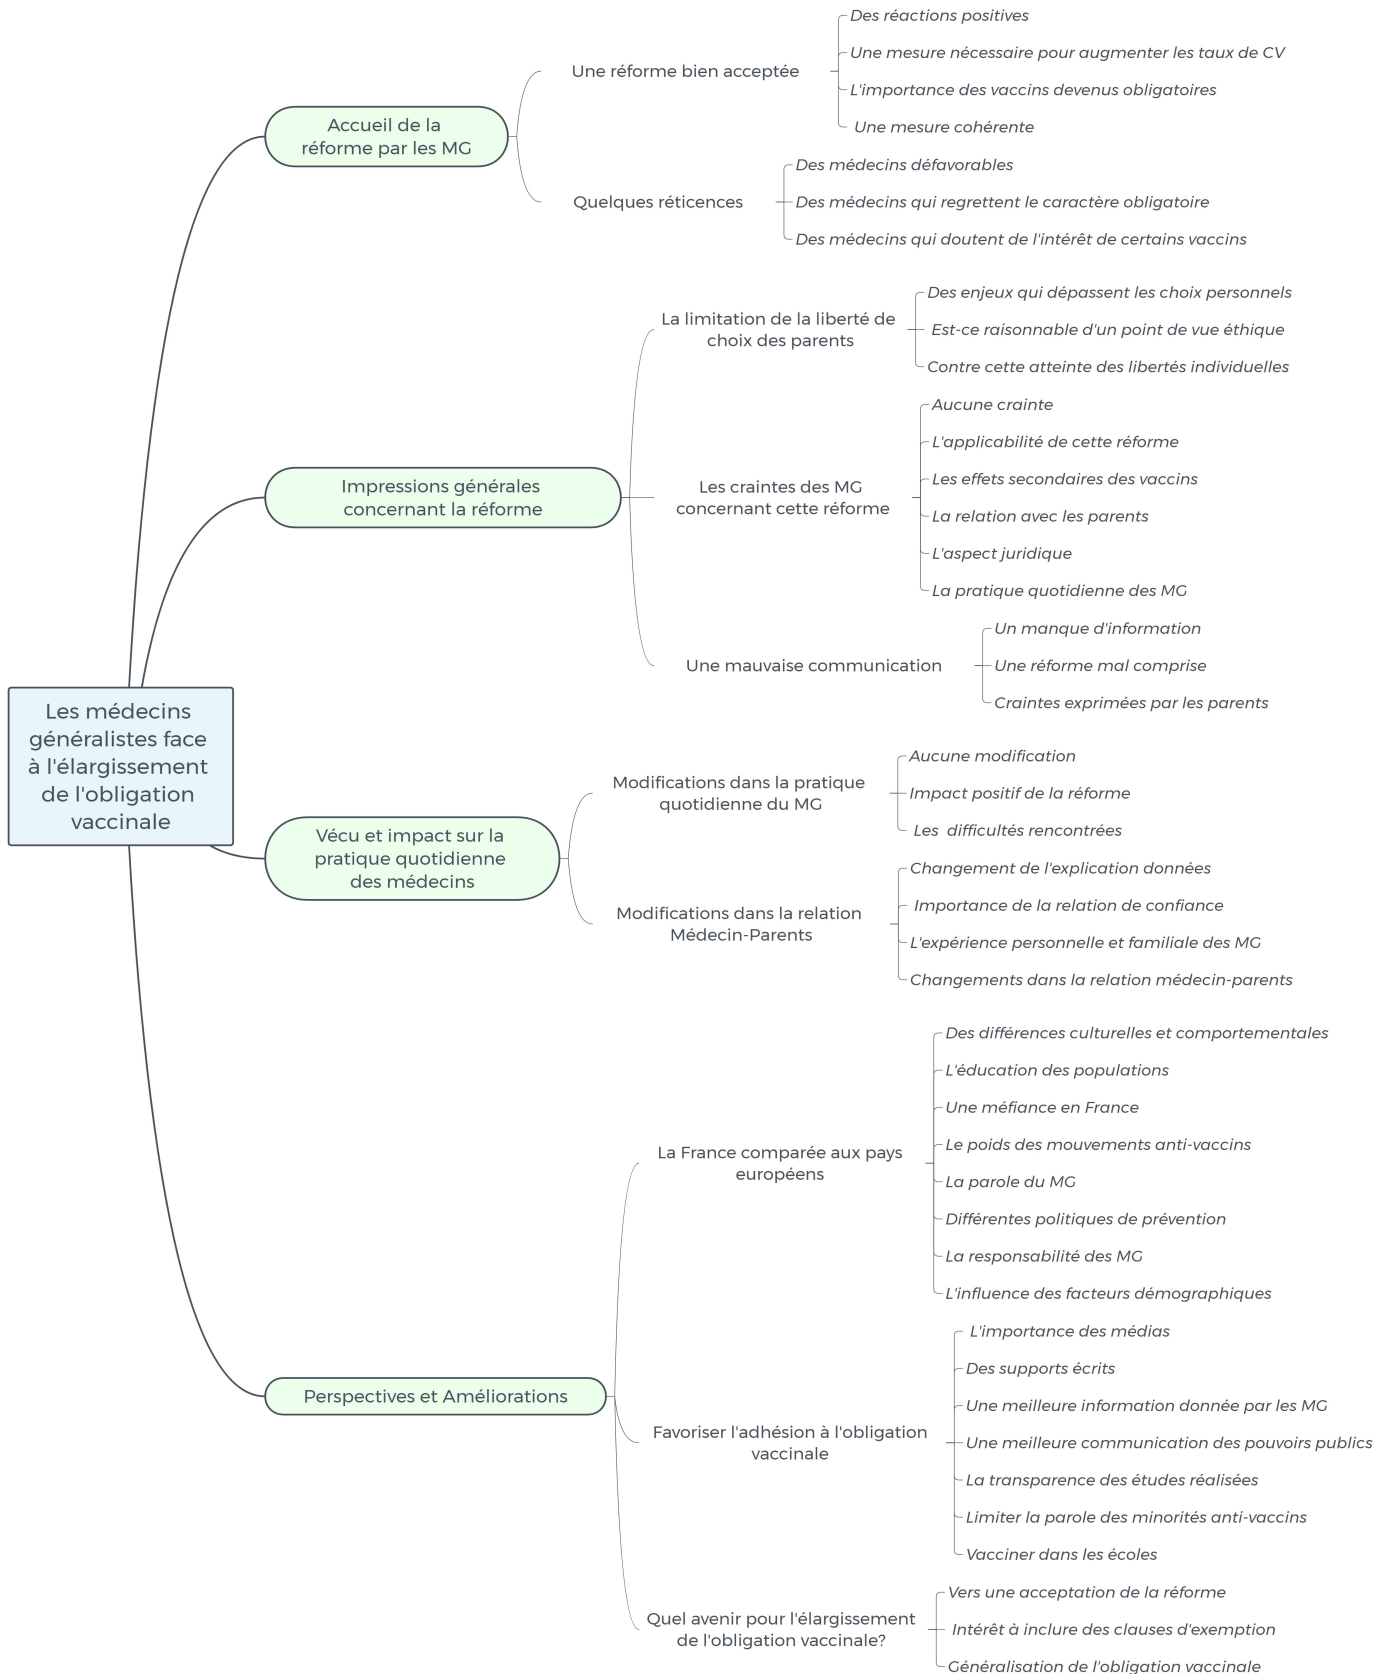 Les médecins
généralistes face
à l'élargissement
de l'obligation
vaccinale
Accueil de la
réforme par les MG
Une réforme bien acceptée
Des réactions positives
Une mesure nécessaire pour augmenter les taux de CV
L'importance des vaccins devenus obligatoires
Une mesure cohérente
Quelques réticences
Des médecins défavorables
Des médecins qui regrettent le caractère obligatoire
Des médecins qui doutent de l'intérêt de certains vaccins
Impressions générales
concernant la réforme
La limitation de la liberté de
choix des parents
Des enjeux qui dépassent les choix personnels
Est-ce raisonnable d'un point de vue éthique
Contre cette atteinte des libertés individuelles
Les craintes des MG
concernant cette réforme
Aucune crainte
L'applicabilité de cette réforme
Les effets secondaires des vaccins
La relation avec les parents
L'aspect juridique
La pratique quotidienne des MG
Une mauvaise communication
Un manque d'information
Une réforme mal comprise
Craintes exprimées par les parents
Vécu et impact sur la
pratique quotidienne
des médecins
Modifications dans la pratique
quotidienne du MG
Aucune modification
Impact positif de la réforme
Les difficultés rencontrées
Modifications dans la relation
Médecin-Parents
Changement de l'explication données
Importance de la relation de confiance
L'expérience personnelle et familiale des MG
Changements dans la relation médecin-parents
Perspectives et Améliorations
La France comparée aux pays
européens
Des différences culturelles et comportementales
L'éducation des populations
Une méfiance en France
Le poids des mouvements anti-vaccins
La parole du MG
Différentes politiques de prévention
La responsabilité des MG
L'influence des facteurs démographiques
Favoriser l'adhésion à l'obligation
vaccinale
L'importance des médias
Des supports écrits
Une meilleure information donnée par les MG
Une meilleure communication des pouvoirs publics
La transparence des études réalisées
Limiter la parole des minorités anti-vaccins
Vacciner dans les écoles
Quel avenir pour l'élargissement
de l'obligation vaccinale?
Vers une acceptation de la réforme
Intérêt à inclure des clauses d'exemption
Généralisation de l'obligation vaccinale